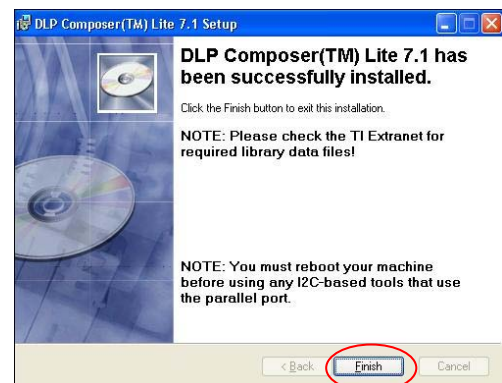 DLP Composer(TM) Lite 7.1 Setup
DLP Composer(TM) Lite 7.1 has
been successfully installed.
Click the Finish button to exit this installation.
NOTE: Please check the TI Extranet for
required library data files!
NOTE: You must reboot your machine
before using any I2C-based tools that use
the parallel port.
< Back Finish Cancel